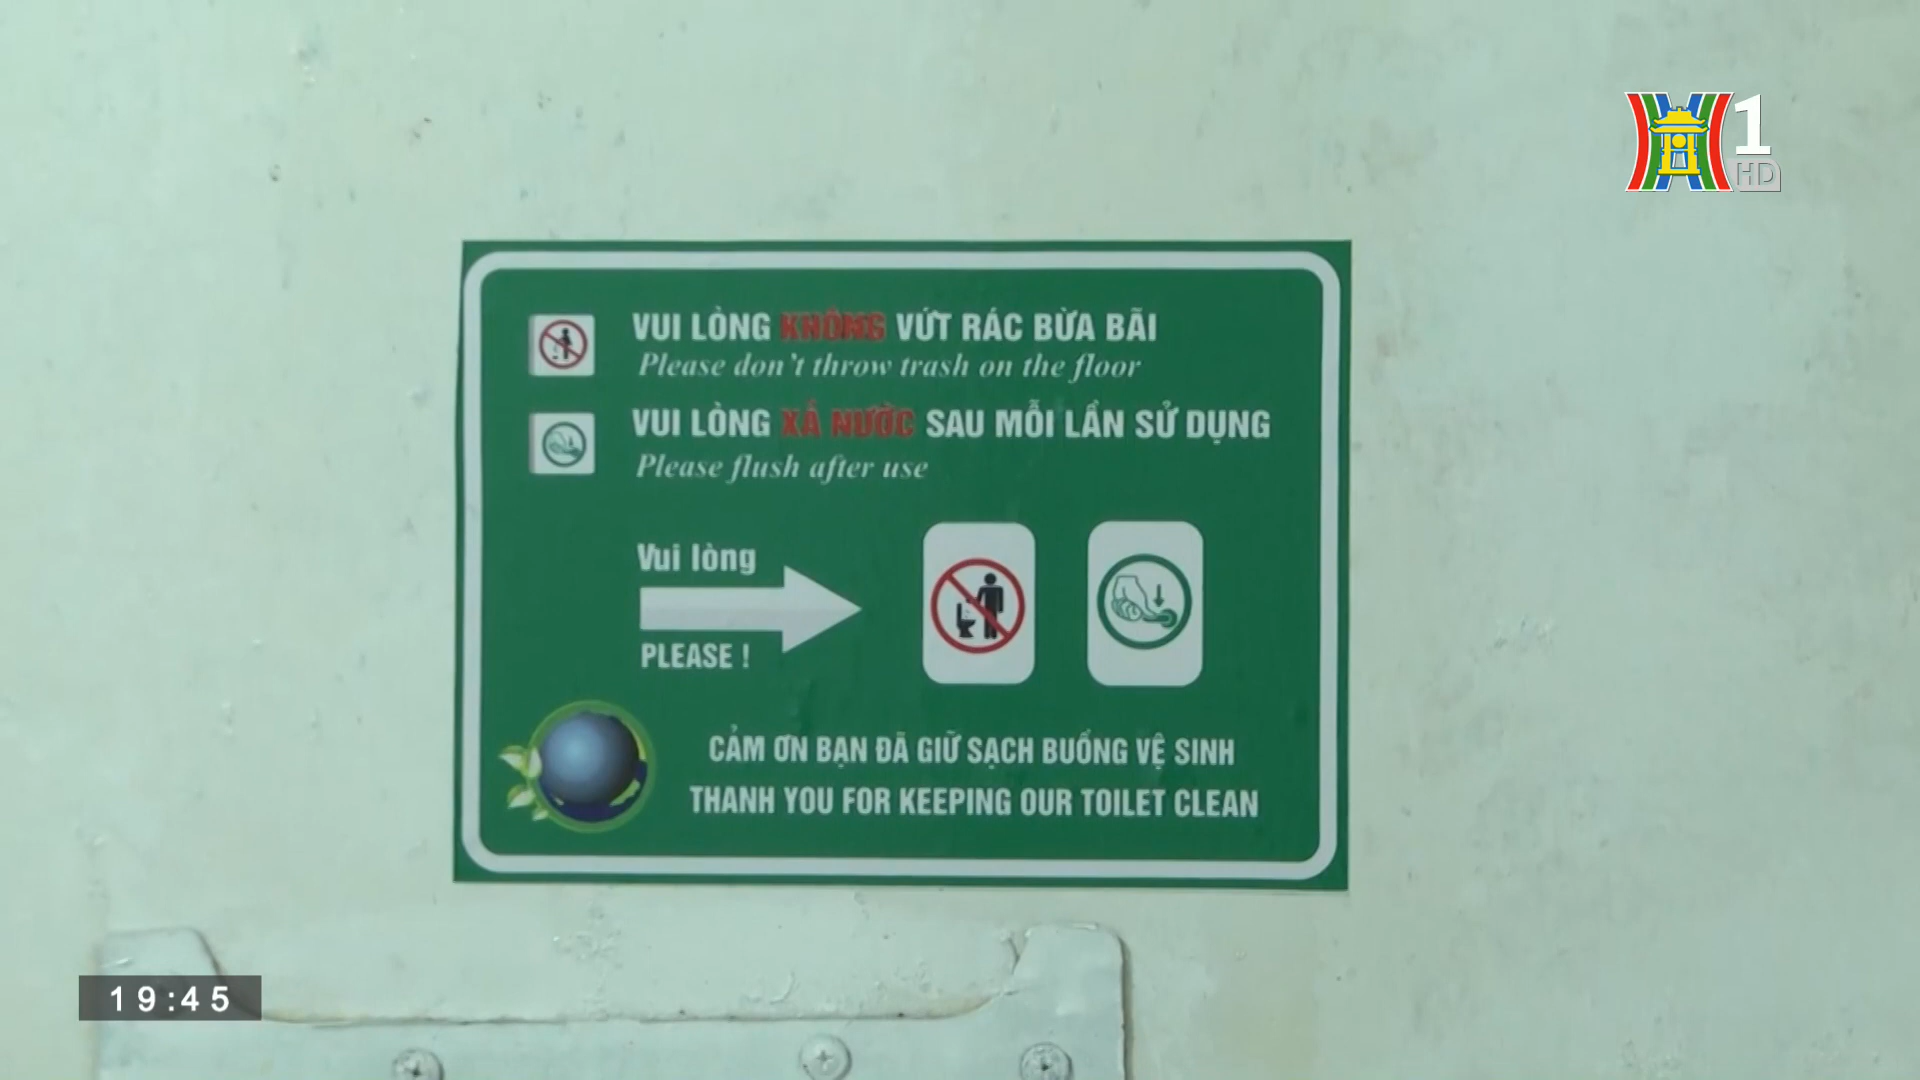 1
HD
VUI LÒNG KHÔNG VỨT RÁC BỪA BÃI
Please don't throw trash on the floor
VUI LÒNG XẢ NƯỚC SAU MỖI LẦN SỬ DỤNG
Please flush after use
Vui lòng
PLEASE !
CẢM ƠN BẠN ĐÃ GIỮ SẠCH BUỒNG VỆ SINH
THANH YOU FOR KEEPING OUR TOILET CLEAN
19:45